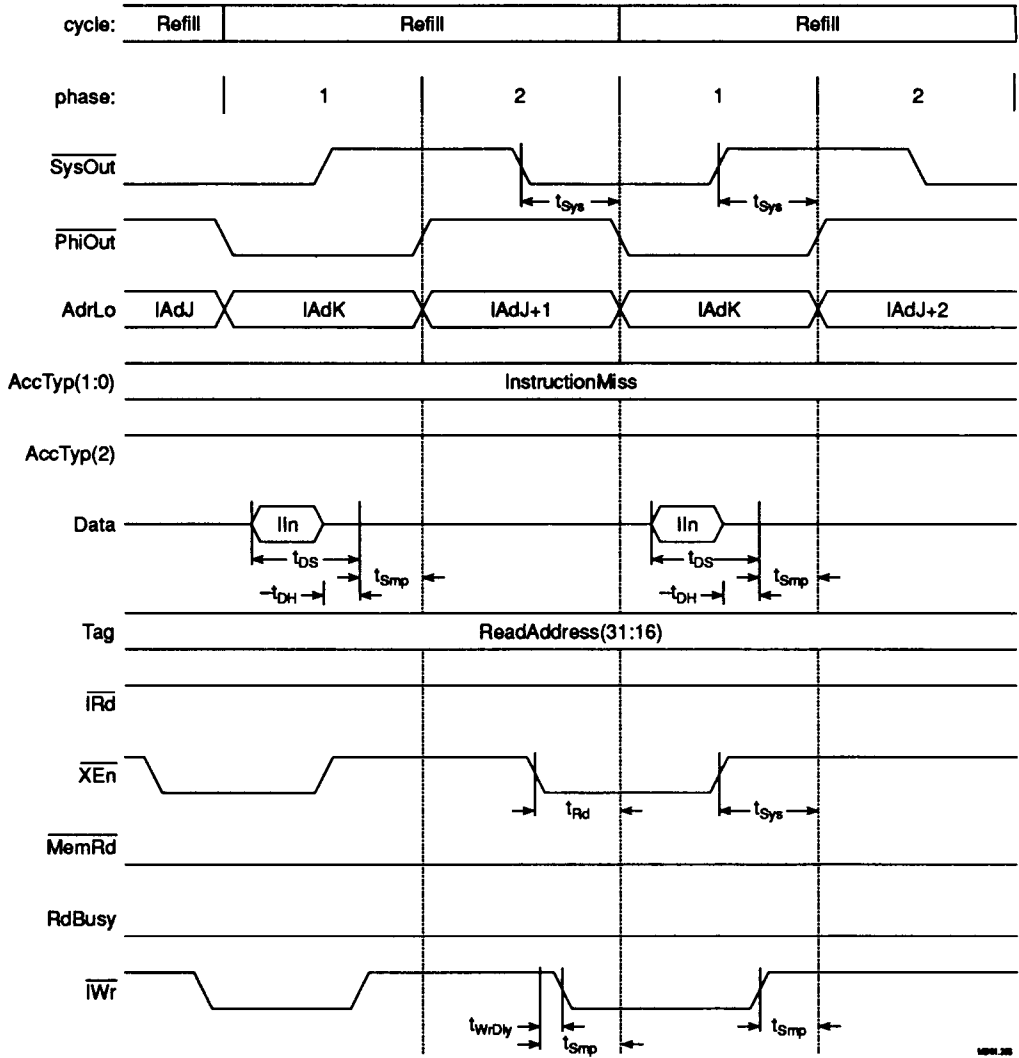 cycle: Refill Refill Refill
phase: 1 2 1 2
SysOut
tSys tSys
PhiOut
AdrLo IAdJ IAdK IAdJ+1 IAdK IAdJ+2
AccTyp(1:0) InstructionMiss
AccTyp(2)
Data IIn IIn
tDS tDS
tSmp tSmp
–tDH –tDH
Tag ReadAddress(31:16)
IRd
XEn
tRd tSys
MemRd
RdBusy
IWr
tWrDly tSmp
tSmp